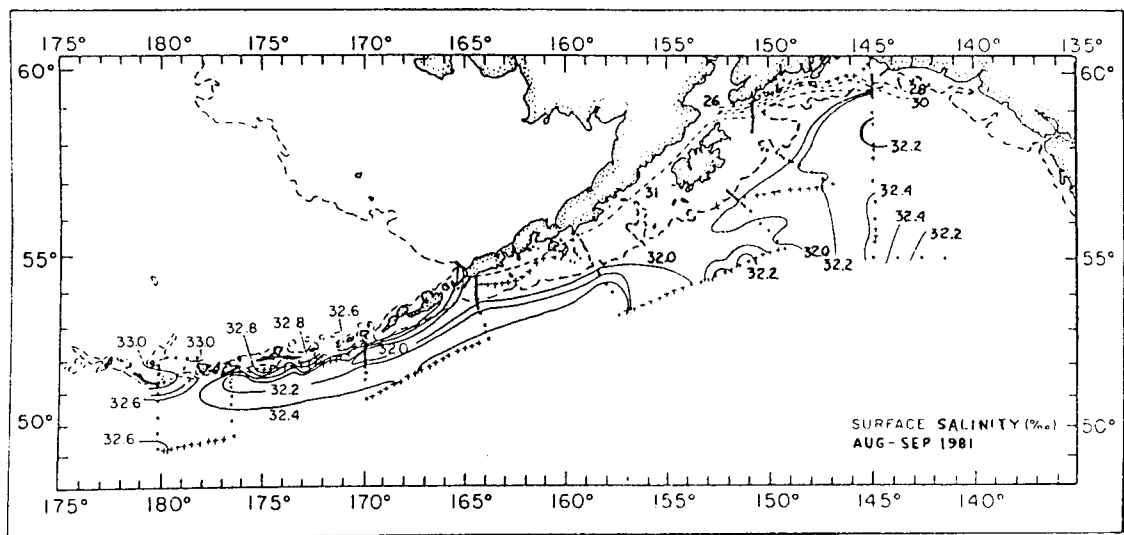 175° 180° 175° 170° 165° 160° 155° 150° 145° 140° 135°
60° 60°
26 28
30
32.2
31
32.4
32.4
32.2
55° 32.0 32.0 55°
32.2 32.2
33.0 33.0 32.8 32.8 32.6
32.0
32.6 32.2
32.4
50° 32.6 SURFACE SALINITY (‰) 50°
AUG-SEP 1981
175° 180° 175° 170° 165° 160° 155° 150° 145° 140°